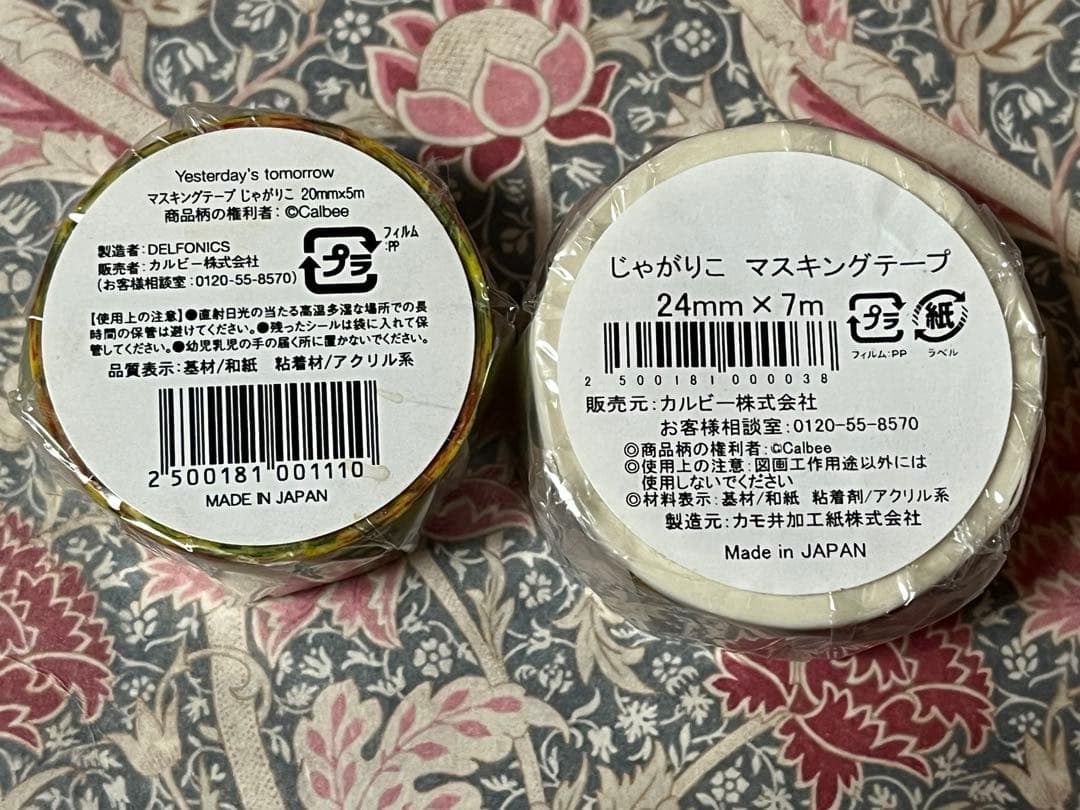 Yesterday's tomorrow
マスキングテープ じゃがりこ 20mmx5m
商品柄の権利者：©Calbee
製造者：DELFONICS
販売者：カルビー株式会社
(お客様相談室：0120-55-8570)
プラ
フィルム
：PP
【使用上の注意】●直射日光の当たる高温多湿な場所での長
時間の保管は避けてください。●残ったシールは袋に入れて保
管してください。●幼児乳児の手の届く所に置かないでください。
品質表示：基材/和紙　粘着材/アクリル系
2 500181 001110
MADE IN JAPAN
じゃがりこ　マスキングテープ
24mm×7m
プラ
フィルム：PP
紙
ラベル
2 500181 000038
販売元：カルビー株式会社
お客様相談室：0120-55-8570
◎商品柄の権利者：©Calbee
◎使用上の注意：図画工作用途以外には
使用しないでください
◎材料表示：基材/和紙　粘着剤/アクリル系
製造元：カモ井加工紙株式会社
Made in JAPAN